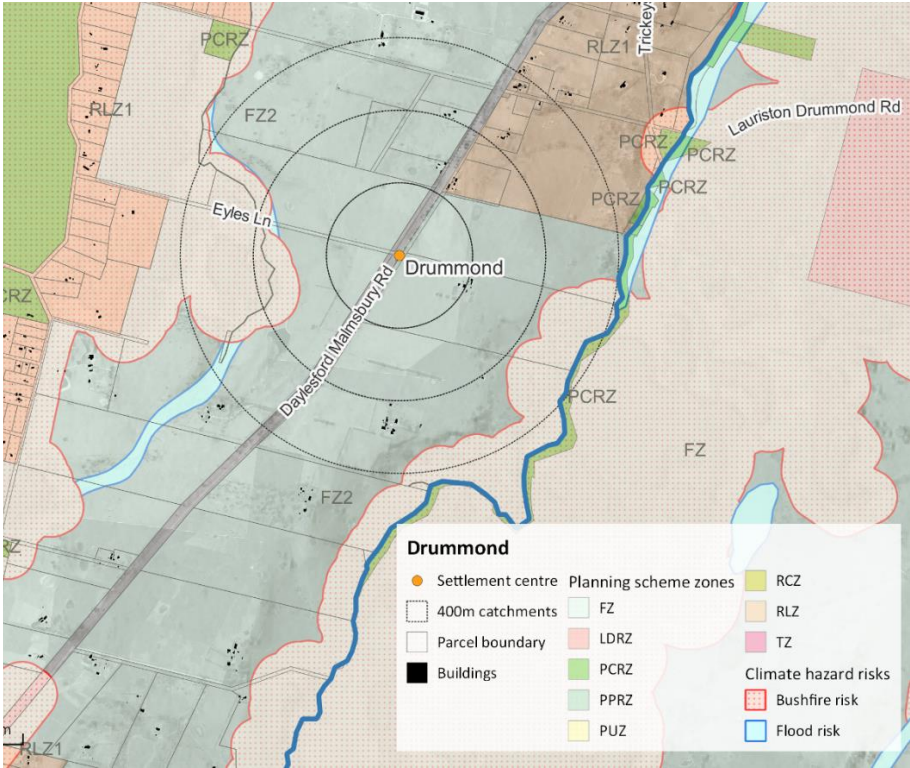 PCRZ
RLZ1
Trickeys
RLZ1
FZ2
Lauriston Drummond Rd
PCRZ
PCRZ
PCRZ
PCRZ
Eyles Ln
Drummond
CRZ
Daylesford Malmsbury Rd
PCRZ
FZ
FZ2
RZ
m
RLZ1
Drummond
Settlement centre
400m catchments
Parcel boundary
Buildings
Planning scheme zones
FZ
LDRZ
PCRZ
PPRZ
PUZ
RCZ
RLZ
TZ
Climate hazard risks
Bushfire risk
Flood risk